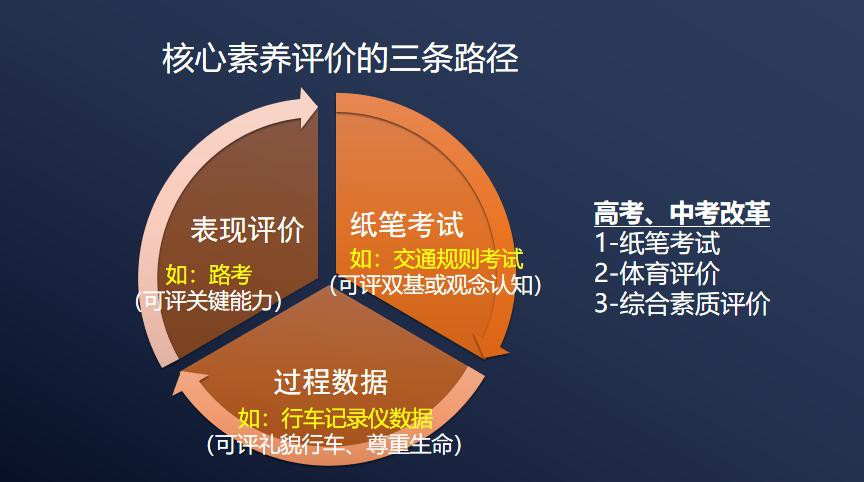 核心素养评价的三条路径
表现评价
如：路考
（可评关键能力）
纸笔考试
如：交通规则考试
（可评双基或观念认知）
过程数据
如：行车记录仪数据
（可评礼貌行车、尊重生命）
高考、中考改革
1-纸笔考试
2-体育评价
3-综合素质评价